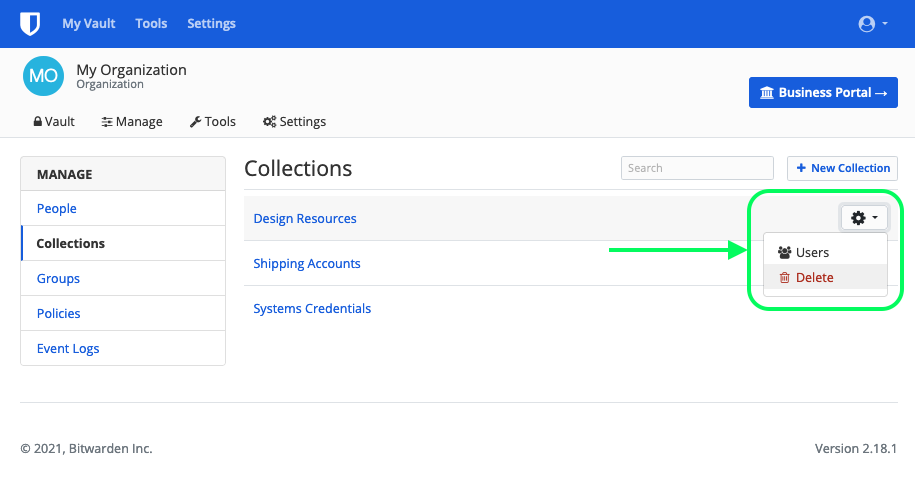 My Vault Tools Settings
MO
My Organization
Organization
Business Portal →
Vault Manage Tools Settings
MANAGE
People
Collections
Groups
Policies
Event Logs
Collections
Search
+ New Collection
Design Resources
Users
Delete
Shipping Accounts
Systems Credentials
© 2021, Bitwarden Inc.
Version 2.18.1